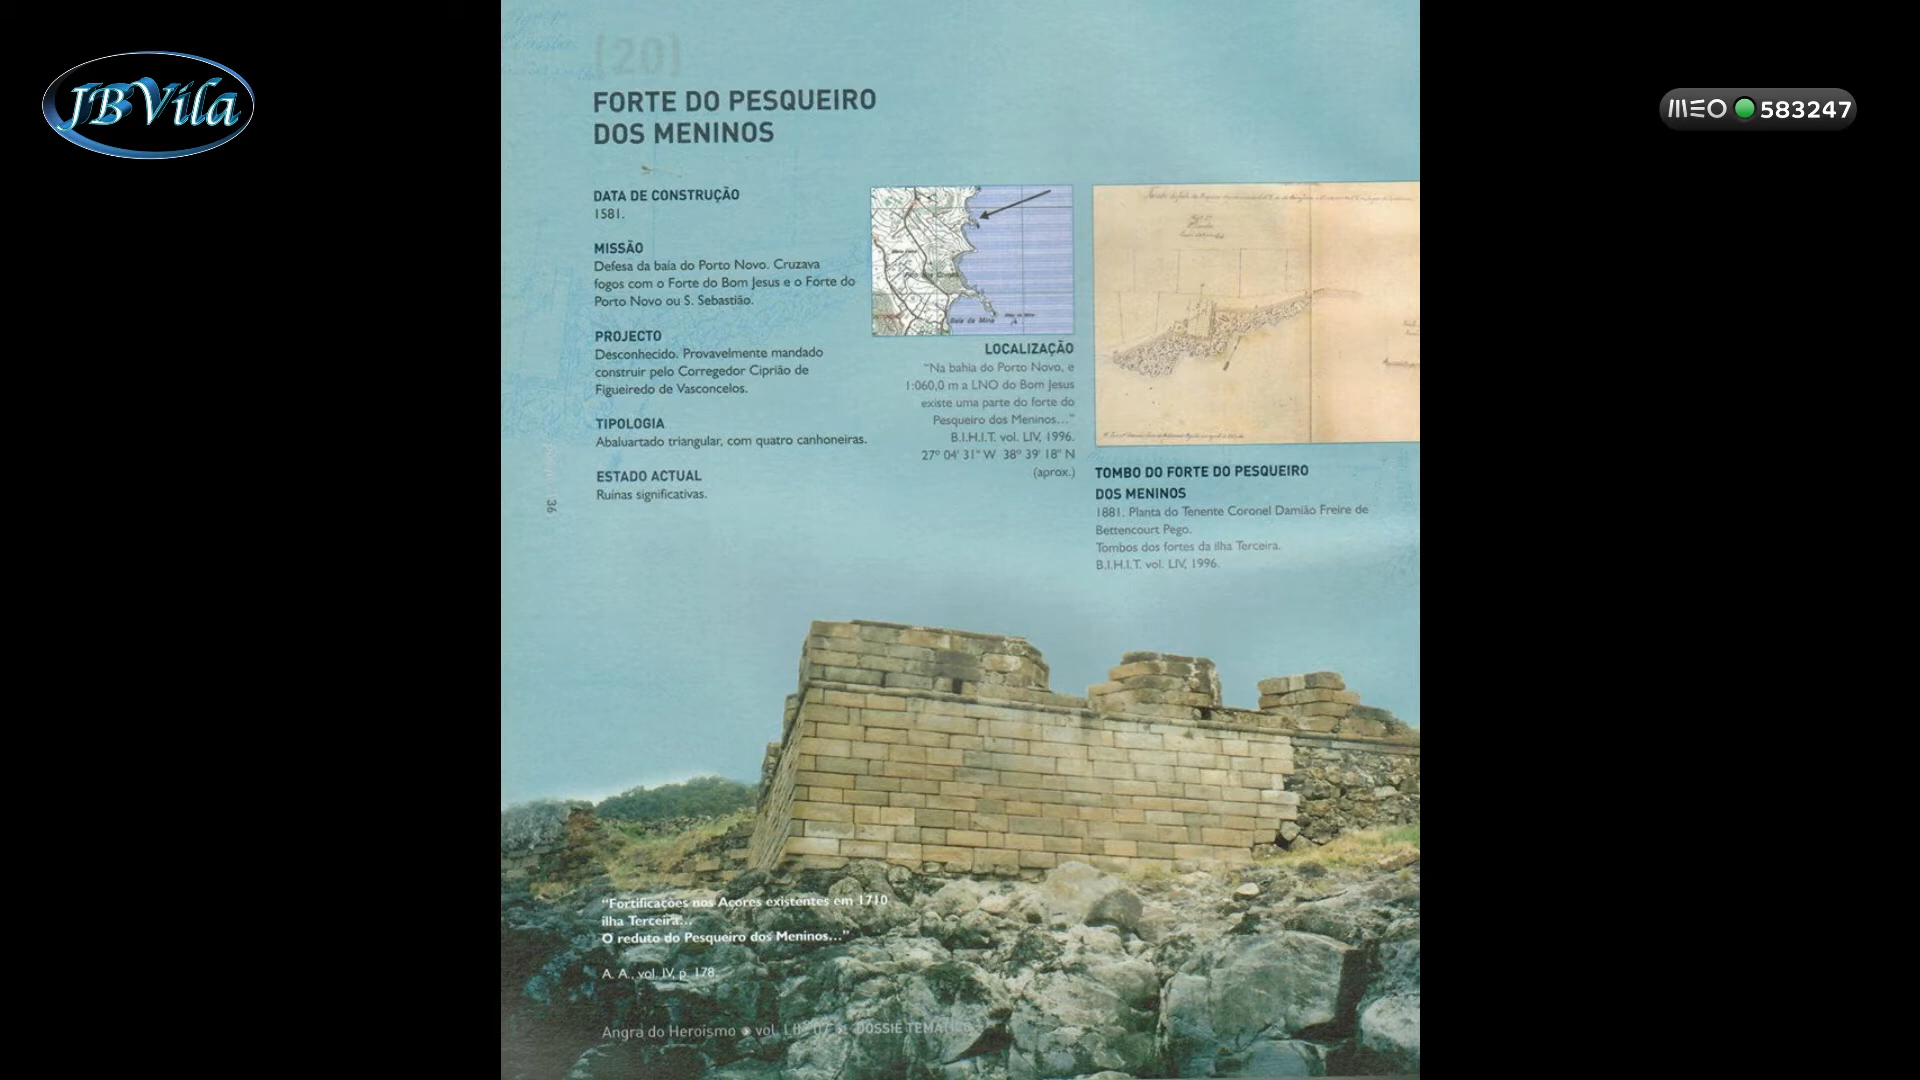 JBVila
MEO 583247
(20)
FORTE DO PESQUEIRO
DOS MENINOS
DATA DE CONSTRUÇÃO
1581.
MISSÃO
Defesa da baía do Porto Novo. Cruzava
fogos com o Forte do Bom Jesus e o Forte do
Porto Novo ou S. Sebastião.
PROJECTO
Desconhecido. Provavelmente mandado
construir pelo Corregedor Ciprião de
Figueiredo de Vasconcelos.
TIPOLOGIA
Abaluartado triangular, com quatro canhoneiras.
ESTADO ACTUAL
Ruínas significativas.
36
Baía da Mina
LOCALIZAÇÃO
"Na bahia do Porto Novo, e
1:060,0 m a LNO do Bom Jesus
existe uma parte do forte do
Pesqueiro dos Meninos..."
B.I.H.I.T. vol. LIV, 1996.
27º 04' 31" W 38º 39' 18" N
(aprox.)
TOMBO DO FORTE DO PESQUEIRO
DOS MENINOS
1881. Planta do Tenente Coronel Damião Freire de
Bettencourt Pego.
Tombos dos fortes da ilha Terceira.
B.I.H.I.T. vol. LIV, 1996.
"Fortificações nos Açores existentes em 1710
ilha Terceira...
O reduto do Pesqueiro dos Meninos..."
A. A., vol. IV, p. 178.
Angra do Heroísmo vol. DOSSIÊ TEMÁTICO